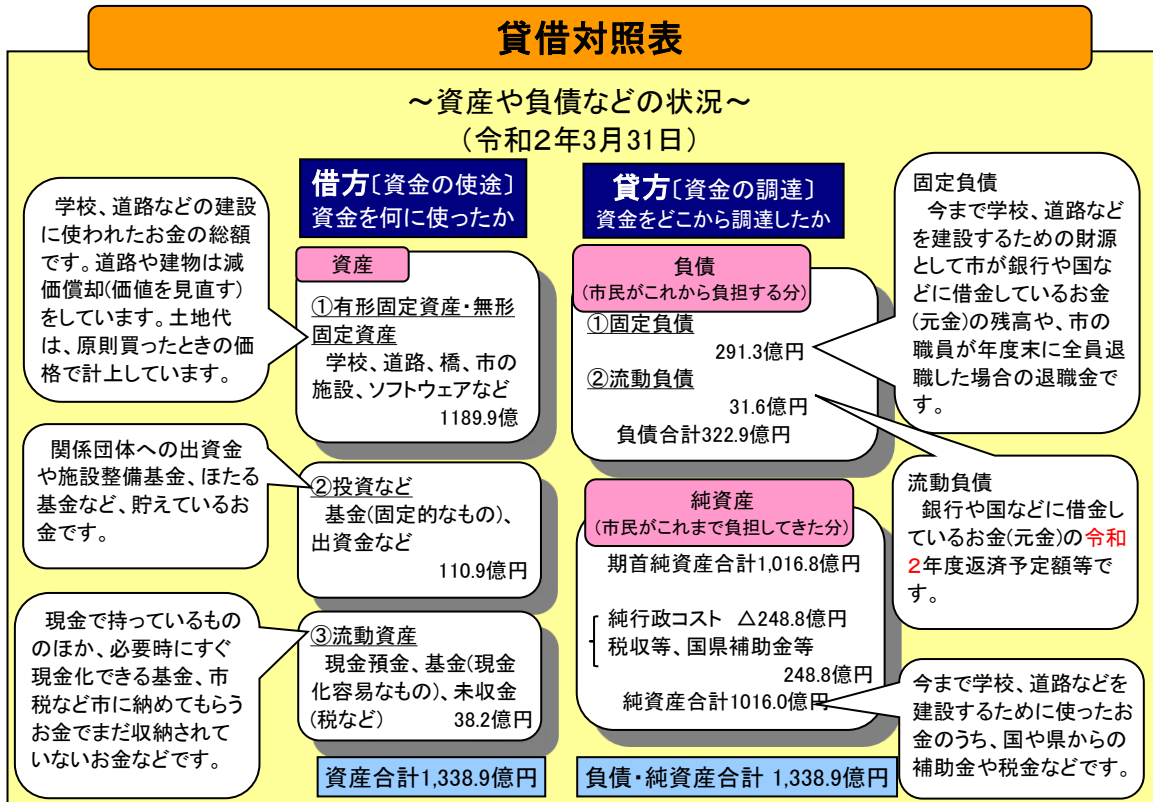 貸借対照表
～資産や負債などの状況～
（令和２年3月31日）
借方〔資金の使途〕
資金を何に使ったか
貸方〔資金の調達〕
資金をどこから調達したか
学校、道路などの建設
に使われたお金の総額
です。道路や建物は減
価償却(価値を見直す)
をしています。土地代
は、原則買ったときの価
格で計上しています。
資産
①有形固定資産・無形
固定資産
学校、道路、橋、市の
施設、ソフトウェアなど
1189.9億
関係団体への出資金
や施設整備基金、ほたる
基金など、貯えているお
金です。
②投資など
基金(固定的なもの)、
出資金など
110.9億円
現金で持っているもの
のほか、必要時にすぐ
現金化できる基金、市
税など市に納めてもらう
お金でまだ収納されて
いないお金などです。
③流動資産
現金預金、基金(現金
化容易なもの)、未収金
(税など) 38.2億円
資産合計1,338.9億円
負債
(市民がこれから負担する分)
①固定負債
291.3億円
②流動負債
31.6億円
負債合計322.9億円
固定負債
今まで学校、道路など
を建設するための財源
として市が銀行や国な
どに借金しているお金
(元金)の残高や、市の
職員が年度末に全員退
職した場合の退職金で
す。
流動負債
銀行や国などに借金し
ているお金(元金)の令和
２年度返済予定額等で
す。
純資産
(市民がこれまで負担してきた分)
期首純資産合計1,016.8億円
純行政コスト △248.8億円
税収等、国県補助金等
248.8億円
純資産合計1016.0億円
今まで学校、道路などを
建設するために使ったお
金のうち、国や県からの
補助金や税金などです。
負債・純資産合計 1,338.9億円